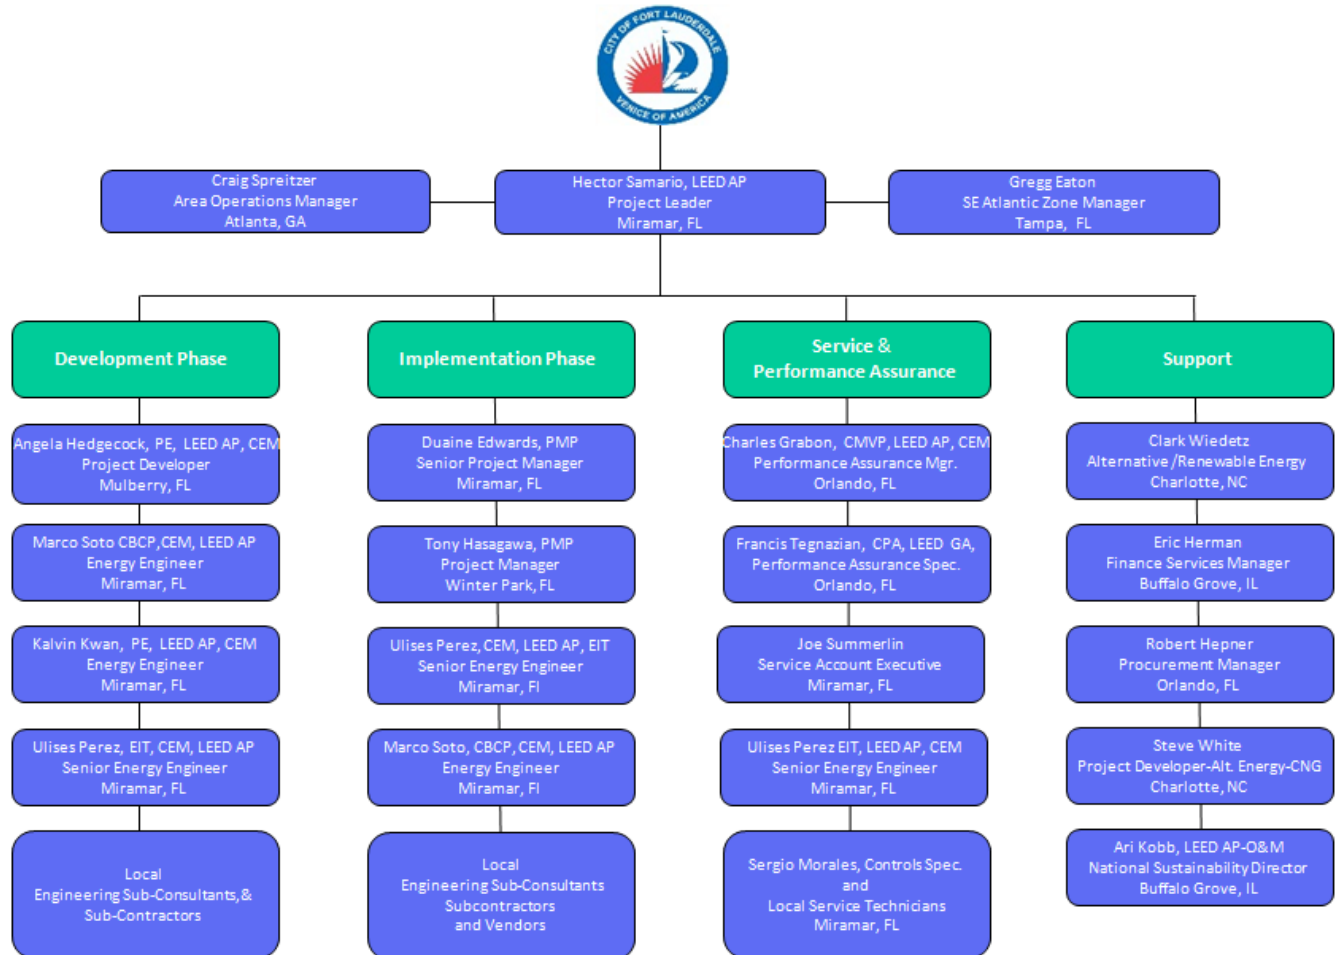 CITY OF FORT LAUDERDALE
VENICE OF AMERICA
Craig Spreitzer
Area Operations Manager
Atlanta, GA
Hector Samario, LEED AP
Project Leader
Miramar, FL
Gregg Eaton
SE Atlantic Zone Manager
Tampa, FL
Development Phase
Angela Hedgecock, PE, LEED AP, CEM
Project Developer
Mulberry, FL
Marco Soto CBCP,CEM, LEED AP
Energy Engineer
Miramar, FL
Kalvin Kwan, PE, LEED AP, CEM
Energy Engineer
Miramar, FL
Ulises Perez, EIT, CEM, LEED AP
Senior Energy Engineer
Miramar, FL
Local
Engineering Sub-Consultants,&
Sub-Contractors
Implementation Phase
Duaine Edwards, PMP
Senior Project Manager
Miramar, FL
Tony Hasagawa, PMP
Project Manager
Winter Park, FL
Ulises Perez, CEM, LEED AP, EIT
Senior Energy Engineer
Miramar, Fl
Marco Soto, CBCP, CEM, LEED AP
Energy Engineer
Miramar, Fl
Local
Engineering Sub-Consultants
Subcontractors
and Vendors
Service &
Performance Assurance
Charles Grabon, CMVP, LEED AP, CEM
Performance Assurance Mgr.
Orlando, FL
Francis Tegnazian, CPA, LEED GA,
Performance Assurance Spec.
Orlando, FL
Joe Summerlin
Service Account Executive
Miramar, FL
Ulises Perez EIT, LEED AP, CEM
Senior Energy Engineer
Miramar, FL
Sergio Morales, Controls Spec.
and
Local Service Technicians
Miramar, FL
Support
Clark Wiedetz
Alternative /Renewable Energy
Charlotte, NC
Eric Herman
Finance Services Manager
Buffalo Grove, IL
Robert Hepner
Procurement Manager
Orlando, FL
Steve White
Project Developer-Alt. Energy-CNG
Charlotte, NC
Ari Kobb, LEED AP-O&M
National Sustainability Director
Buffalo Grove, IL